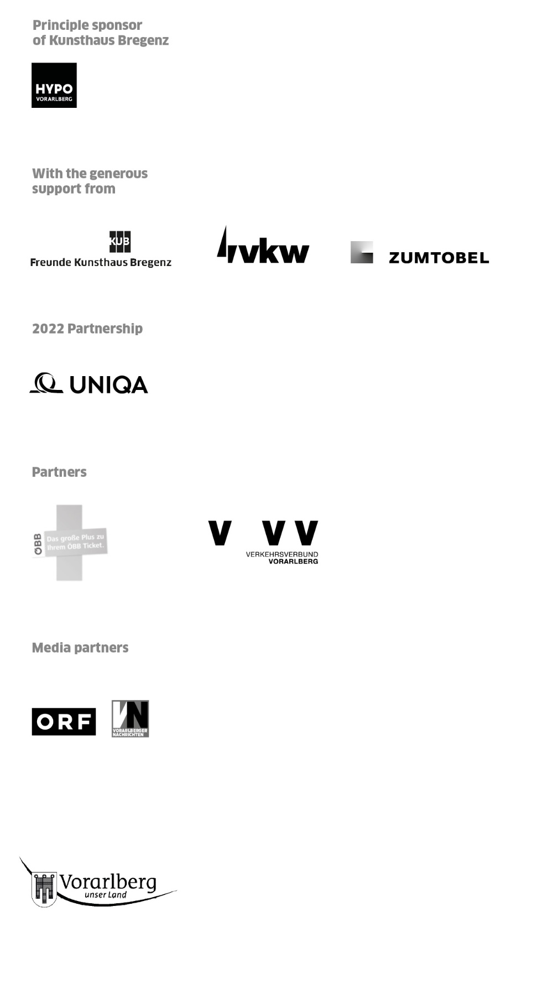 Principle sponsor
of Kunsthaus Bregenz
HYPO
VORARLBERG
With the generous
support from
KUB
Freunde Kunsthaus Bregenz
vkw
ZUMTOBEL
2022 Partnership
UNIQA
Partners
ÖBB
Das große Plus zu
Ihrem ÖBB Ticket.
V VV
VERKEHRSVERBUND
VORARLBERG
Media partners
ORF
VN
VORARLBERGER
NACHRICHTEN
Vorarlberg
unser Land